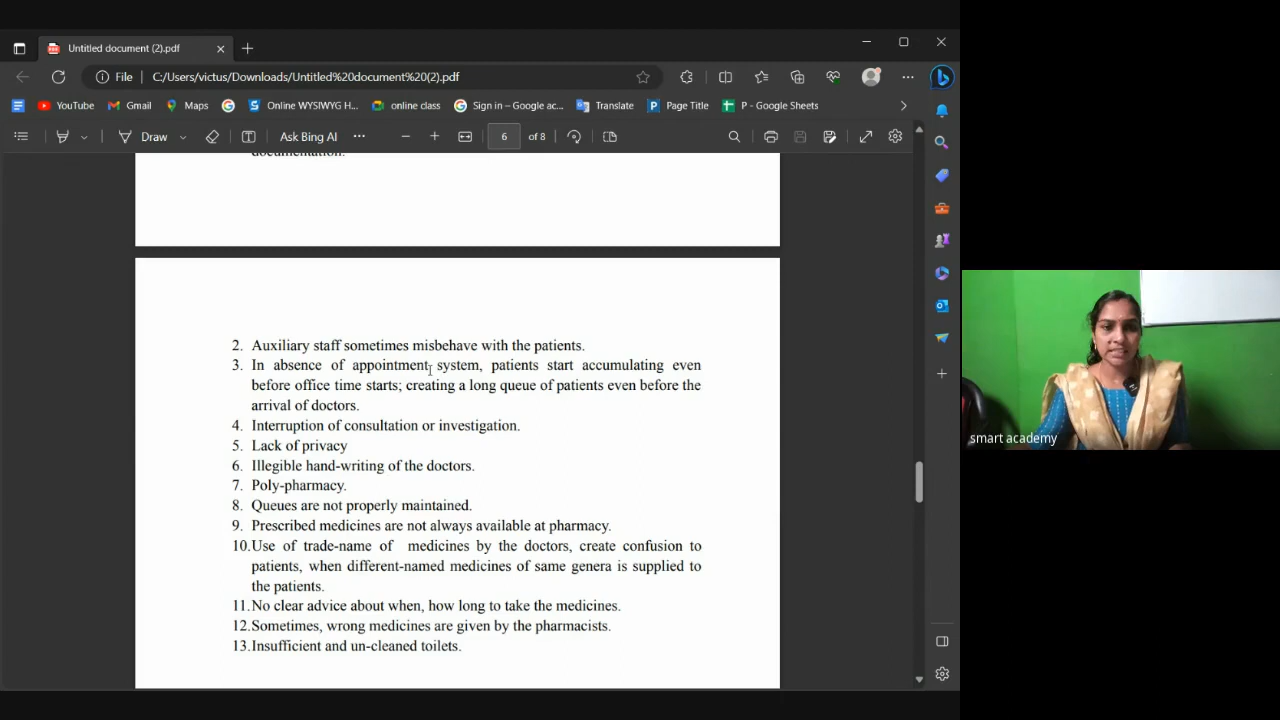 Untitled document (2).pdf
File C:/Users/victus/Downloads/Untitled%20document%20(2).pdf
YouTube Gmail Maps Online WYSIWYG H... online class Sign in – Google ac... Translate Page Title P - Google Sheets
Draw Ask Bing AI 6 of 8
documentation.
2. Auxiliary staff sometimes misbehave with the patients.
3. In absence of appointment system, patients start accumulating even
before office time starts; creating a long queue of patients even before the
arrival of doctors.
4. Interruption of consultation or investigation.
5. Lack of privacy
6. Illegible hand-writing of the doctors.
7. Poly-pharmacy.
8. Queues are not properly maintained.
9. Prescribed medicines are not always available at pharmacy.
10.Use of trade-name of medicines by the doctors, create confusion to
patients, when different-named medicines of same genera is supplied to
the patients.
11.No clear advice about when, how long to take the medicines.
12.Sometimes, wrong medicines are given by the pharmacists.
13.Insufficient and un-cleaned toilets.
smart academy